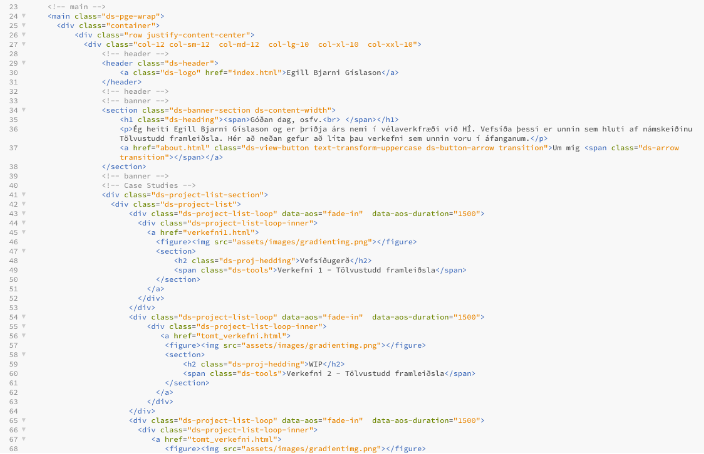 23 <!-- main -->
24 <main class="ds-pge-wrap">
25 <div class="container">
26 <div class="row justify-content-center">
27 <div class="col-12 col-sm-12  col-md-12  col-lg-10  col-xl-10  col-xxl-10">
28 <!-- header -->
29 <header class="ds-header">
30 <a class="ds-logo" href="index.html">Egill Bjarni Gíslason</a>
31 </header>
32 <!-- header -->
33 <!-- banner -->
34 <section class="ds-banner-section ds-content-width">
35 <h1 class="ds-heading"><span>Góðan dag, osfv.<br> </span></h1>
36 <p>Ég heiti Egill Bjarni Gíslason og er þriðja árs nemi í vélaverkfræði við HÍ. Vefsíða þessi er unnin sem hluti af námskeiðinu
Tölvustudd framleiðsla. Hér að neðan gefur að líta þau verkefni sem unnin voru í áfanganum.</p>
37 <a href="about.html" class="ds-view-button text-transform-uppercase ds-button-arrow transition">Um mig <span class="ds-arrow
transition"></span></a>
38 </section>
39 <!-- banner -->
40 <!-- Case Studies -->
41 <div class="ds-project-list-section">
42 <div class="ds-project-list">
43 <div class="ds-project-list-loop" data-aos="fade-in"  data-aos-duration="1500">
44 <div class="ds-project-list-loop-inner">
45 <a href="verkefni1.html">
46 <figure><img src="assets/images/gradientimg.png"></figure>
47 <section>
48 <h2 class="ds-proj-hedding">Vefsíðugerð</h2>
49 <span class="ds-tools">Verkefni 1 - Tölvustudd framleiðsla</span>
50 </section>
51 </a>
52 </div>
53 </div>
54 <div class="ds-project-list-loop" data-aos="fade-in"  data-aos-duration="1500">
55 <div class="ds-project-list-loop-inner">
56 <a href="tomt_verkefni.html">
57 <figure><img src="assets/images/gradientimg.png"></figure>
58 <section>
59 <h2 class="ds-proj-hedding">WIP</h2>
60 <span class="ds-tools">Verkefni 2 - Tölvustudd framleiðsla</span>
61 </section>
62 </a>
63 </div>
64 </div>
65 <div class="ds-project-list-loop" data-aos="fade-in"  data-aos-duration="1500">
66 <div class="ds-project-list-loop-inner">
67 <a href="tomt_verkefni.html">
68 <figure><img src="assets/images/gradientimg.png"></figure>